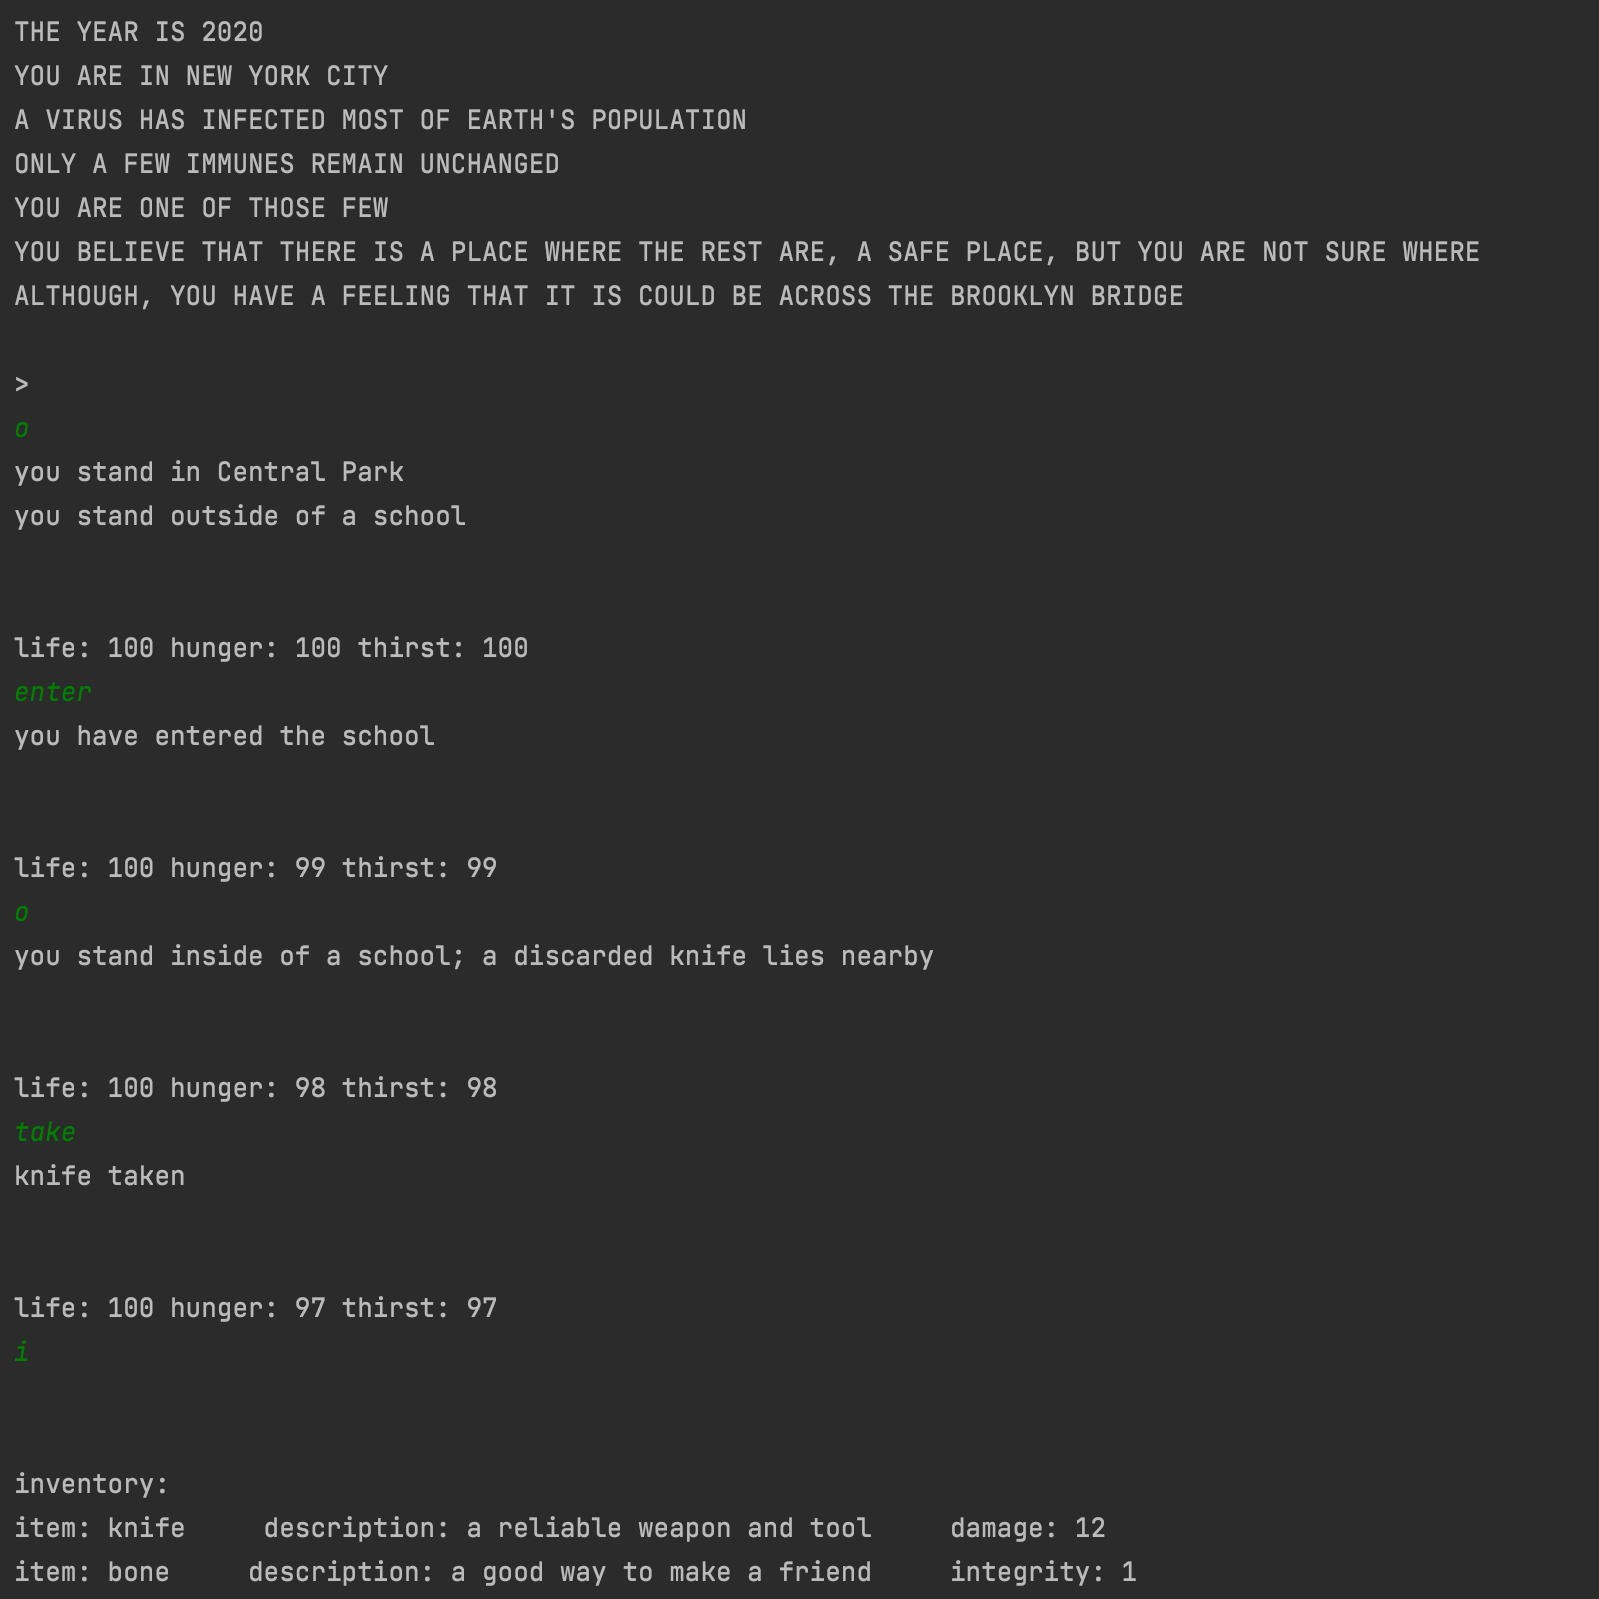 THE YEAR IS 2020
YOU ARE IN NEW YORK CITY
A VIRUS HAS INFECTED MOST OF EARTH'S POPULATION
ONLY A FEW IMMUNES REMAIN UNCHANGED
YOU ARE ONE OF THOSE FEW
YOU BELIEVE THAT THERE IS A PLACE WHERE THE REST ARE, A SAFE PLACE, BUT YOU ARE NOT SURE WHERE
ALTHOUGH, YOU HAVE A FEELING THAT IT IS COULD BE ACROSS THE BROOKLYN BRIDGE
>
o
you stand in Central Park
you stand outside of a school
life: 100 hunger: 100 thirst: 100
enter
you have entered the school
life: 100 hunger: 99 thirst: 99
o
you stand inside of a school; a discarded knife lies nearby
life: 100 hunger: 98 thirst: 98
take
knife taken
life: 100 hunger: 97 thirst: 97
i
inventory:
item: knife     description: a reliable weapon and tool     damage: 12
item: bone     description: a good way to make a friend     integrity: 1